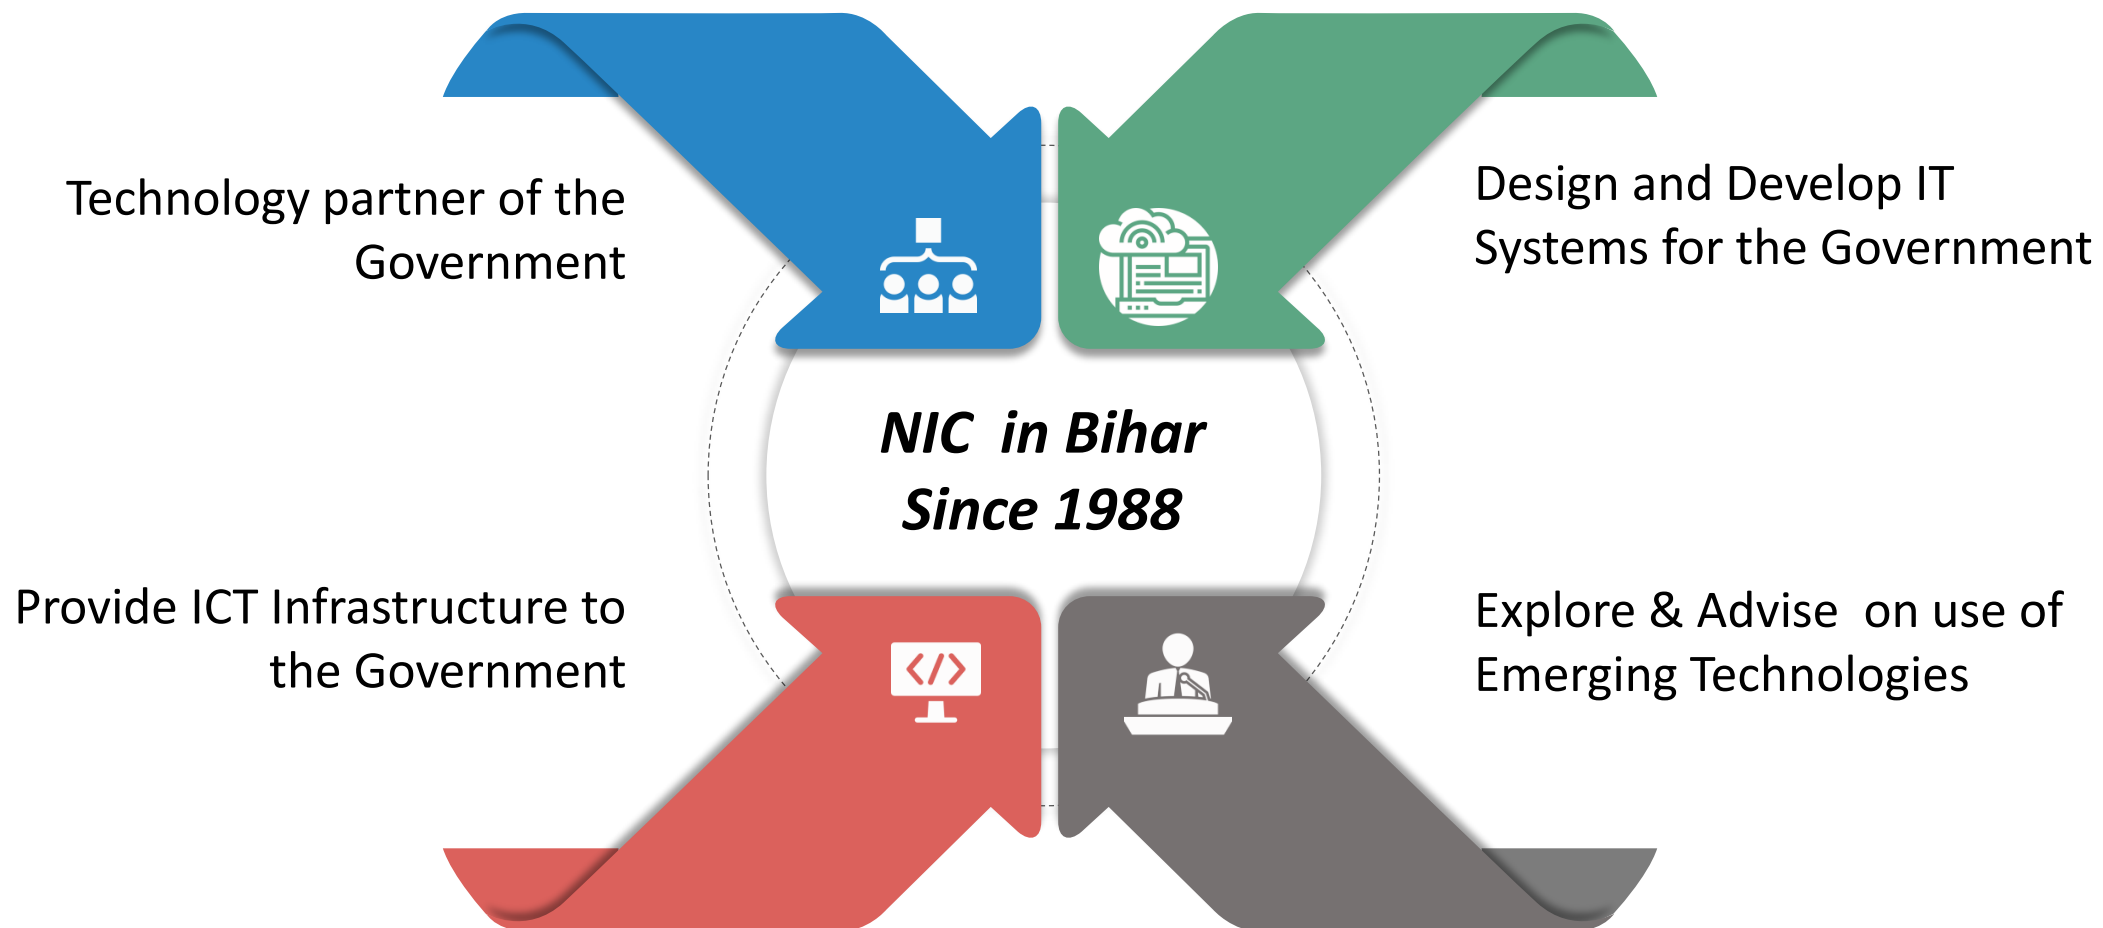 Technology partner of the
Government
Design and Develop IT
Systems for the Government
NIC in Bihar
Since 1988
Provide ICT Infrastructure to
the Government
Explore & Advise on use of
Emerging Technologies